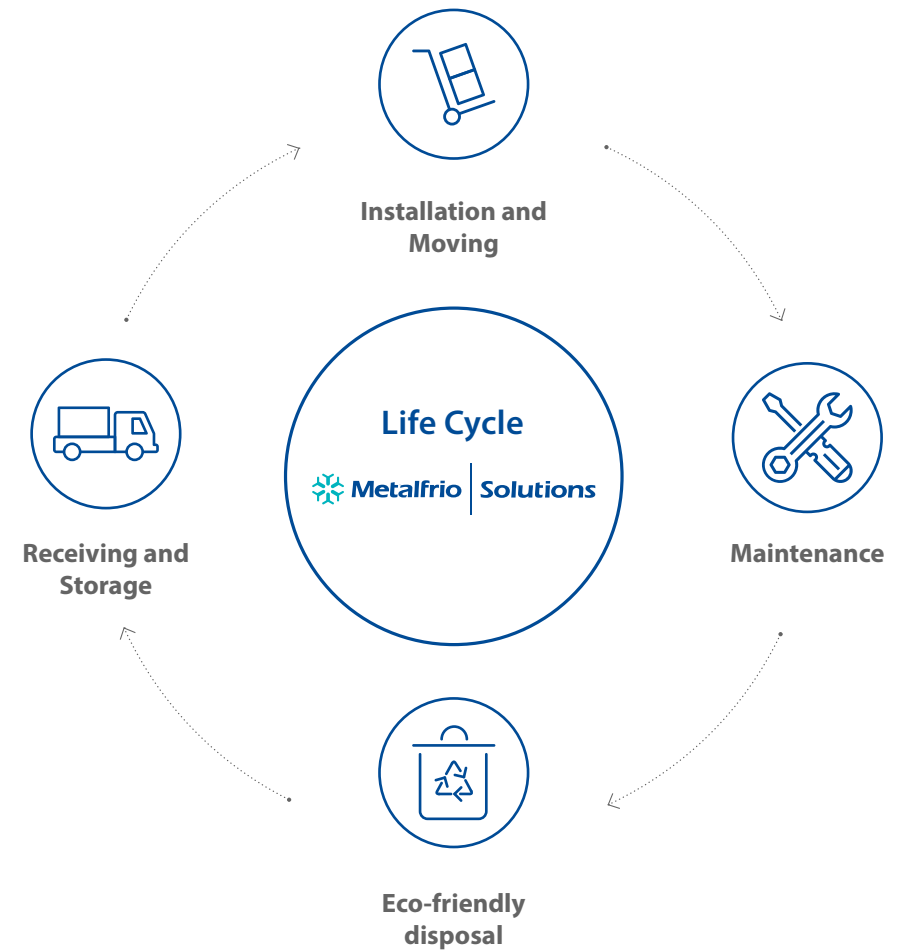 Installation and
Moving
Life Cycle
Metalfrio Solutions
Receiving and
Storage
Maintenance
Eco-friendly
disposal